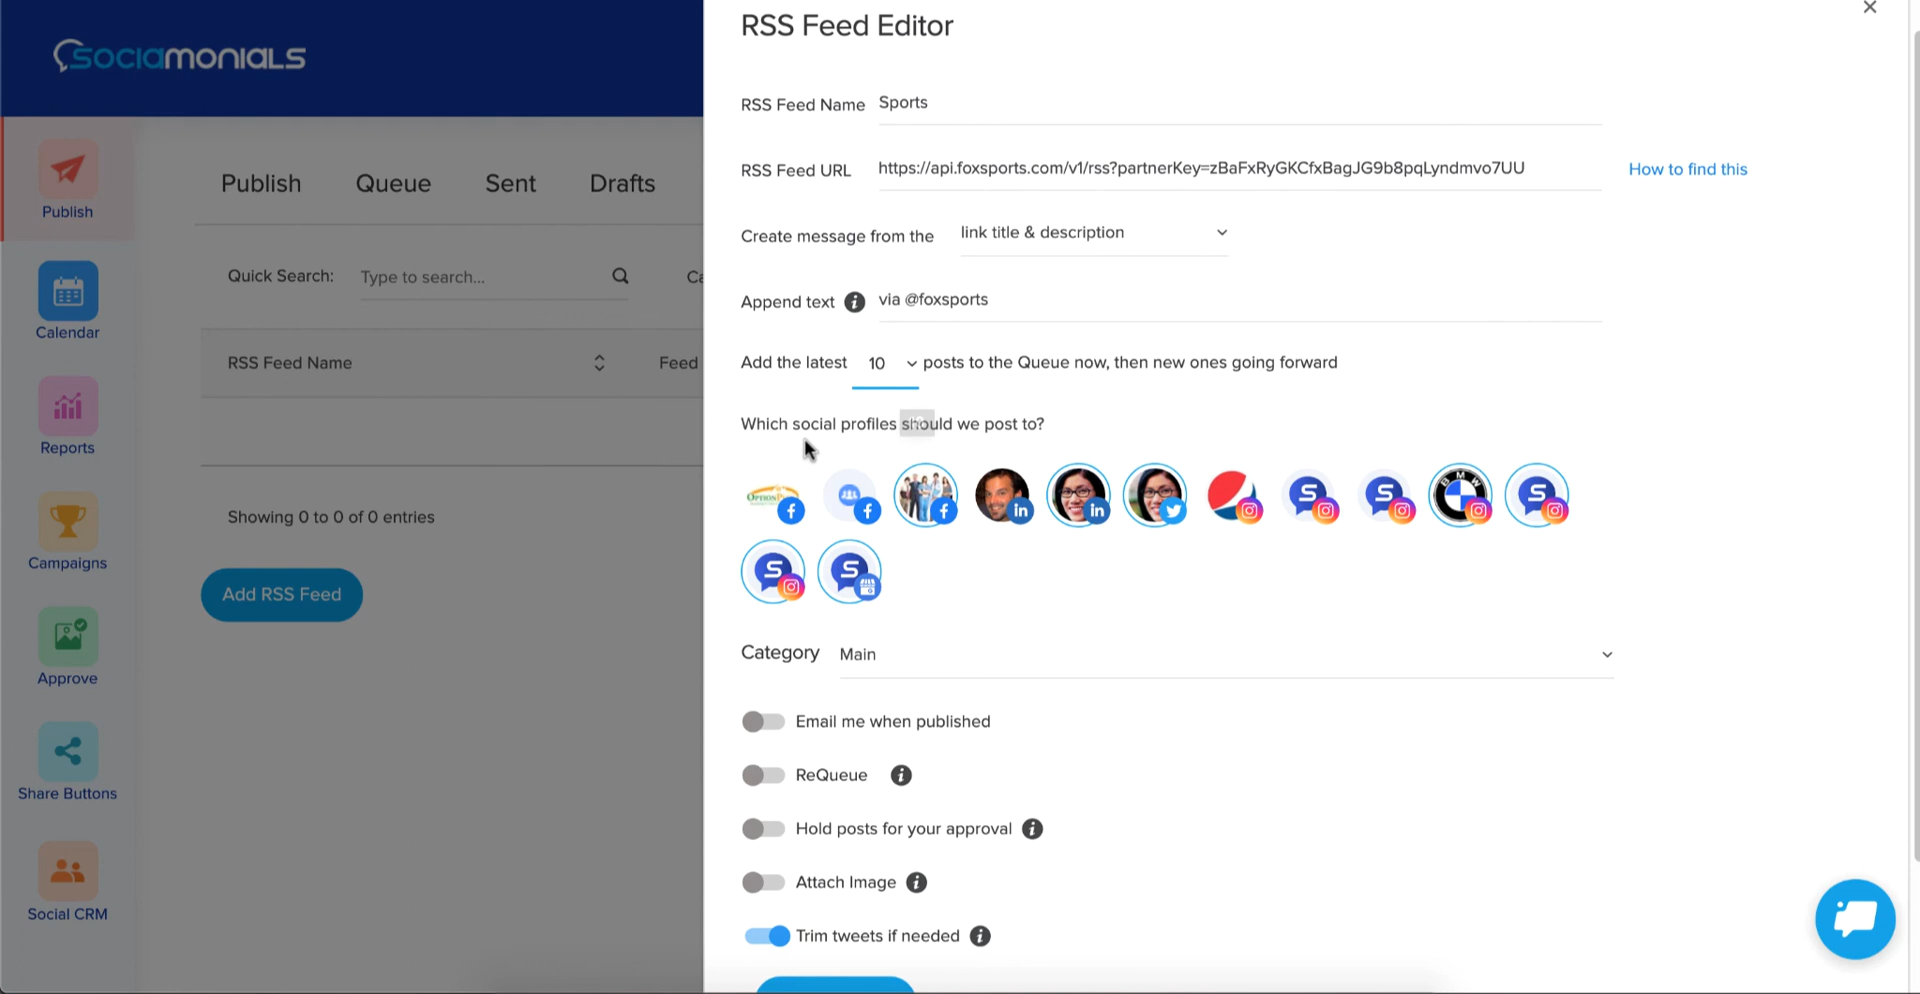 SOCIAMONIALS
RSS Feed Editor
RSS Feed Name Sports
RSS Feed URL https://api.foxsports.com/v1/rss?partnerKey=zBaFxRyGKCfxBagJG9b8pqLyndmvo7UU How to find this
Create message from the link title & description
Append text via @foxsports
Add the latest 10 posts to the Queue now, then new ones going forward
Which social profiles should we post to?
OPTION
Category Main
Email me when published
ReQueue
Hold posts for your approval
Attach Image
Trim tweets if needed
Publish
Calendar
Reports
Campaigns
Approve
Share Buttons
Social CRM
Publish Queue Sent Drafts
Quick Search: Type to search... Ca
RSS Feed Name Feed
Showing 0 to 0 of 0 entries
Add RSS Feed